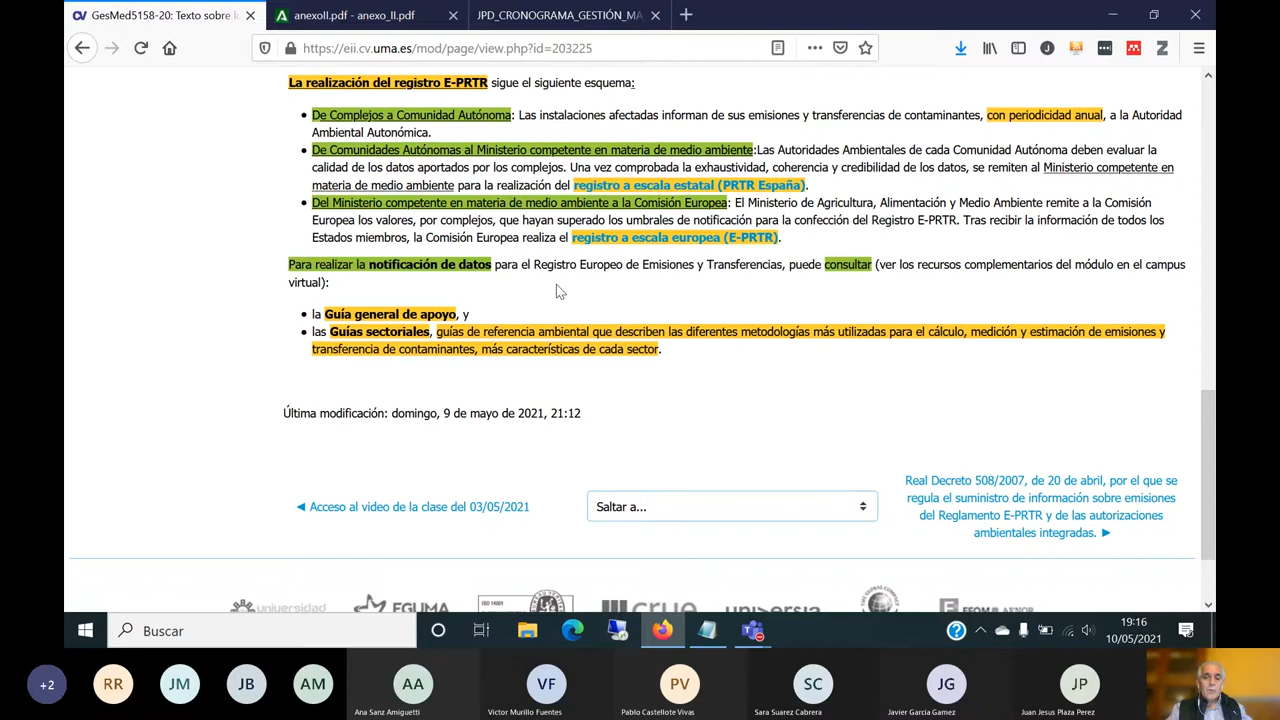 GesMed5158-20: Texto sobre l
anexoII.pdf - anexo_II.pdf
JPD_CRONOGRAMA_GESTIÓN_MA
https://eii.cv.uma.es/mod/page/view.php?id=203225
La realización del registro E-PRTR sigue el siguiente esquema:
De Complejos a Comunidad Autónoma: Las instalaciones afectadas informan de sus emisiones y transferencias de contaminantes, con periodicidad anual, a la Autoridad
Ambiental Autonómica.
De Comunidades Autónomas al Ministerio competente en materia de medio ambiente:Las Autoridades Ambientales de cada Comunidad Autónoma deben evaluar la
calidad de los datos aportados por los complejos. Una vez comprobada la exhaustividad, coherencia y credibilidad de los datos, se remiten al Ministerio competente en
materia de medio ambiente para la realización del registro a escala estatal (PRTR España).
Del Ministerio competente en materia de medio ambiente a la Comisión Europea: El Ministerio de Agricultura, Alimentación y Medio Ambiente remite a la Comisión
Europea los valores, por complejos, que hayan superado los umbrales de notificación para la confección del Registro E-PRTR. Tras recibir la información de todos los
Estados miembros, la Comisión Europea realiza el registro a escala europea (E-PRTR).
Para realizar la notificación de datos para el Registro Europeo de Emisiones y Transferencias, puede consultar (ver los recursos complementarios del módulo en el campus
virtual):
la Guía general de apoyo, y
las Guías sectoriales, guías de referencia ambiental que describen las diferentes metodologías más utilizadas para el cálculo, medición y estimación de emisiones y
transferencia de contaminantes, más características de cada sector.
Última modificación: domingo, 9 de mayo de 2021, 21:12
◄ Acceso al video de la clase del 03/05/2021
Saltar a...
Real Decreto 508/2007, de 20 de abril, por el que se
regula el suministro de información sobre emisiones
del Reglamento E-PRTR y de las autorizaciones
ambientales integradas. ►
universidad
EGUMA
ISO 14001
crue
universia
Buscar
19:16
10/05/2021
+2
RR
JM
JB
AM
AA
VF
PV
SC
JG
JP
Ana Sanz Amiguetti
Victor Murillo Fuentes
Pablo Castellote Vivas
Sara Suarez Cabrera
Javier García Gamez
Juan Jesus Plaza Perez